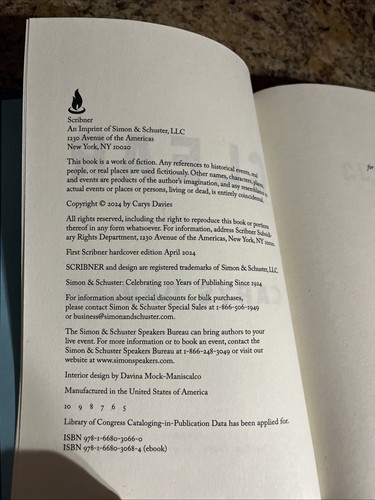 Scribner
An Imprint of Simon & Schuster, LLC
1230 Avenue of the Americas
New York, NY 10020
This book is a work of fiction. Any references to historical events, real
people, or real places are used fictitiously. Other names, characters, places,
and events are products of the author's imagination, and any resemblance to
actual events or places or persons, living or dead, is entirely coincidental.
Copyright © 2024 by Carys Davies
All rights reserved, including the right to reproduce this book or portions
thereof in any form whatsoever. For information, address Scribner Subsidi-
ary Rights Department, 1230 Avenue of the Americas, New York, NY 10020.
First Scribner hardcover edition April 2024
SCRIBNER and design are registered trademarks of Simon & Schuster, LLC
Simon & Schuster: Celebrating 100 Years of Publishing Since 1924
For information about special discounts for bulk purchases,
please contact Simon & Schuster Special Sales at 1-866-506-1949
or business@simonandschuster.com.
The Simon & Schuster Speakers Bureau can bring authors to your
live event. For more information or to book an event, contact the
Simon & Schuster Speakers Bureau at 1-866-248-3049 or visit our
website at www.simonspeakers.com.
Interior design by Davina Mock-Maniscalco
Manufactured in the United States of America
10 9 8 7 6 5
Library of Congress Cataloging-in-Publication Data has been applied for.
ISBN 978-1-6680-3066-0
ISBN 978-1-6680-3068-4 (ebook)
for